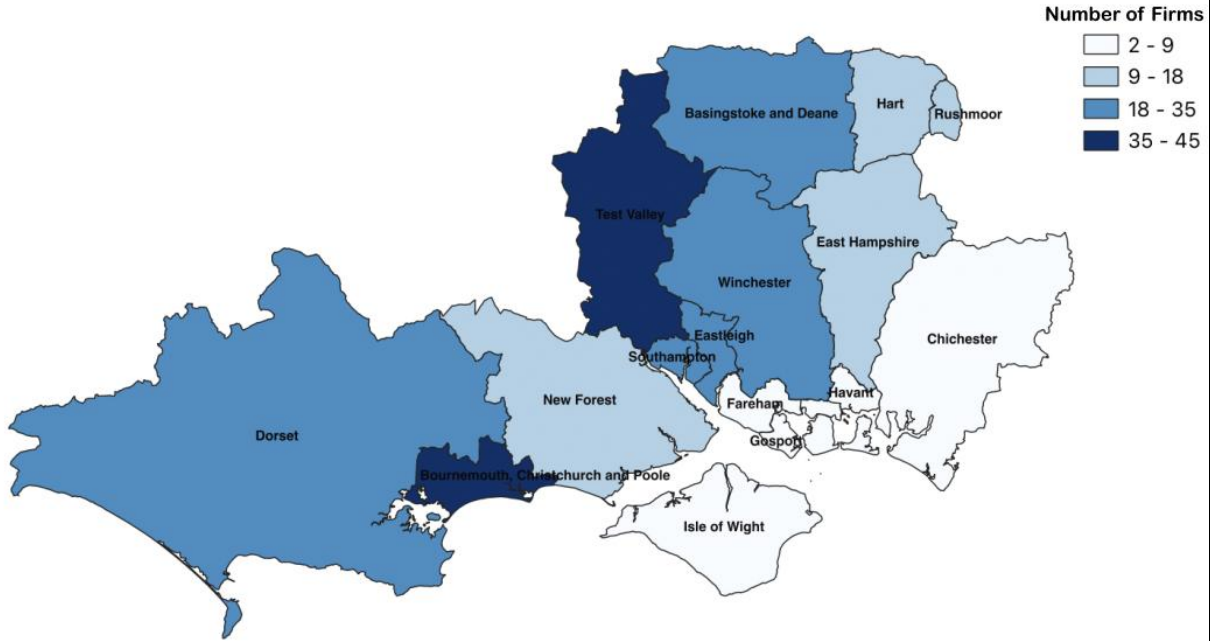 Number of Firms
2 - 9
9 - 18
18 - 35
35 - 45
Basingstoke and Deane
Hart
Rushmoor
Test Valley
East Hampshire
Winchester
Chichester
Eastleigh
Southampton
New Forest
Havant
Fareham
Gosport
Dorset
Bournemouth, Christchurch and Poole
Isle of Wight